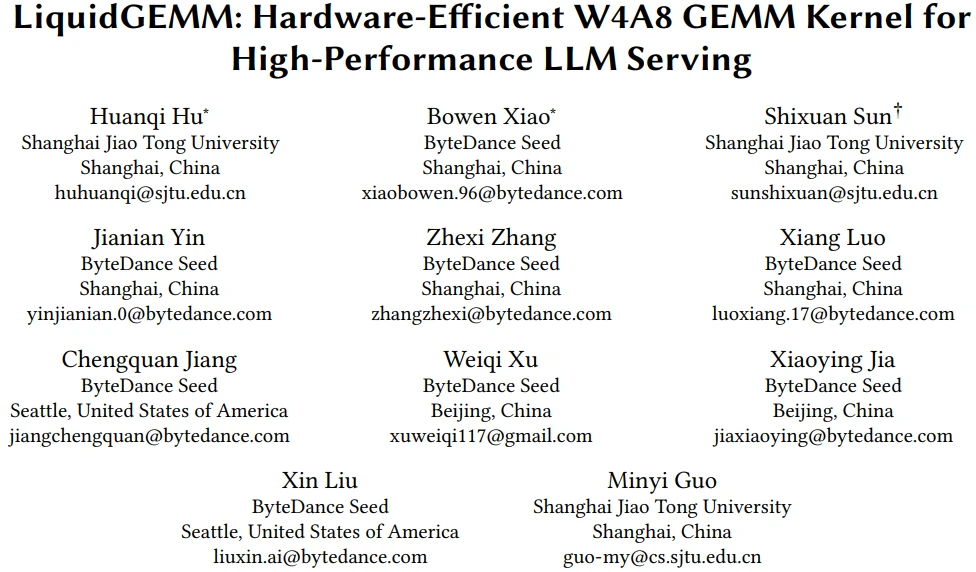 LiquidGEMM: Hardware-Efficient W4A8 GEMM Kernel for
High-Performance LLM Serving
Huanqi Hu*
Shanghai Jiao Tong University
Shanghai, China
huhuanqi@sjtu.edu.cn
Bowen Xiao*
ByteDance Seed
Shanghai, China
xiaobowen.96@bytedance.com
Shixuan Sun†
Shanghai Jiao Tong University
Shanghai, China
sunshixuan@sjtu.edu.cn
Jianian Yin
ByteDance Seed
Shanghai, China
yinjianian.0@bytedance.com
Zhexi Zhang
ByteDance Seed
Shanghai, China
zhangzhexi@bytedance.com
Xiang Luo
ByteDance Seed
Shanghai, China
luoxiang.17@bytedance.com
Chengquan Jiang
ByteDance Seed
Seattle, United States of America
jiangchengquan@bytedance.com
Weiqi Xu
ByteDance Seed
Beijing, China
xuweiqi117@gmail.com
Xiaoying Jia
ByteDance Seed
Beijing, China
jiaxiaoying@bytedance.com
Xin Liu
ByteDance Seed
Seattle, United States of America
liuxin.ai@bytedance.com
Minyi Guo
Shanghai Jiao Tong University
Shanghai, China
guo-my@cs.sjtu.edu.cn